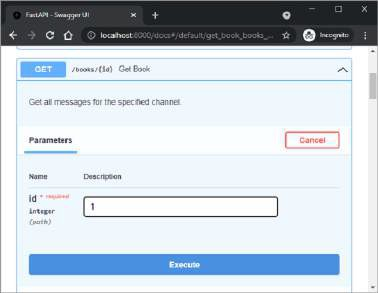 FastAPI - Swagger UI
localhost:8000/docs#/default/get_book_books_...
Incognito
GET /books/{id} Get Book
Get all messages for the specified channel.
Parameters
Cancel
Name Description
id * required
integer
(path)
1
Execute